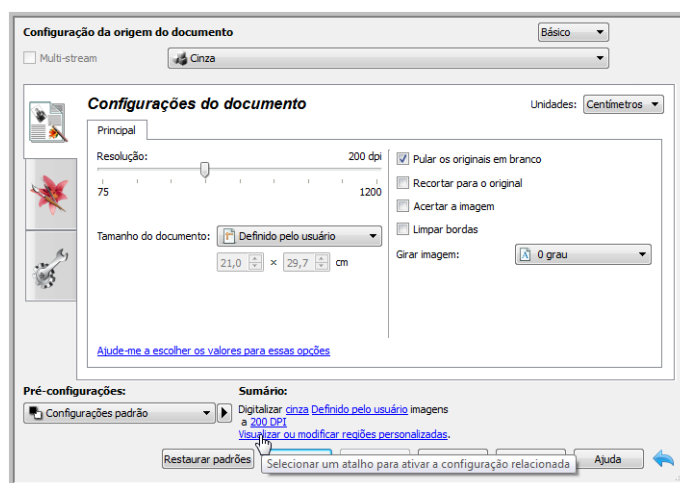 Configuração da origem do documento
Básico
Multi-stream
Cinza
Configurações do documento
Unidades: Centímetros
Principal
Resolução: 200 dpi
75 1200
Tamanho do documento: Definido pelo usuário
21,0 × 29,7 cm
Ajude-me a escolher os valores para essas opções
Pular os originais em branco
Recortar para o original
Acertar a imagem
Limpar bordas
Girar imagem: 0 grau
Pré-configurações:
Configurações padrão
Sumário:
Digitalizar cinza Definido pelo usuário imagens
a 200 DPI
Visualizar ou modificar regiões personalizadas.
Restaurar padrões
Selecionar um atalho para ativar a configuração relacionada
Ajuda